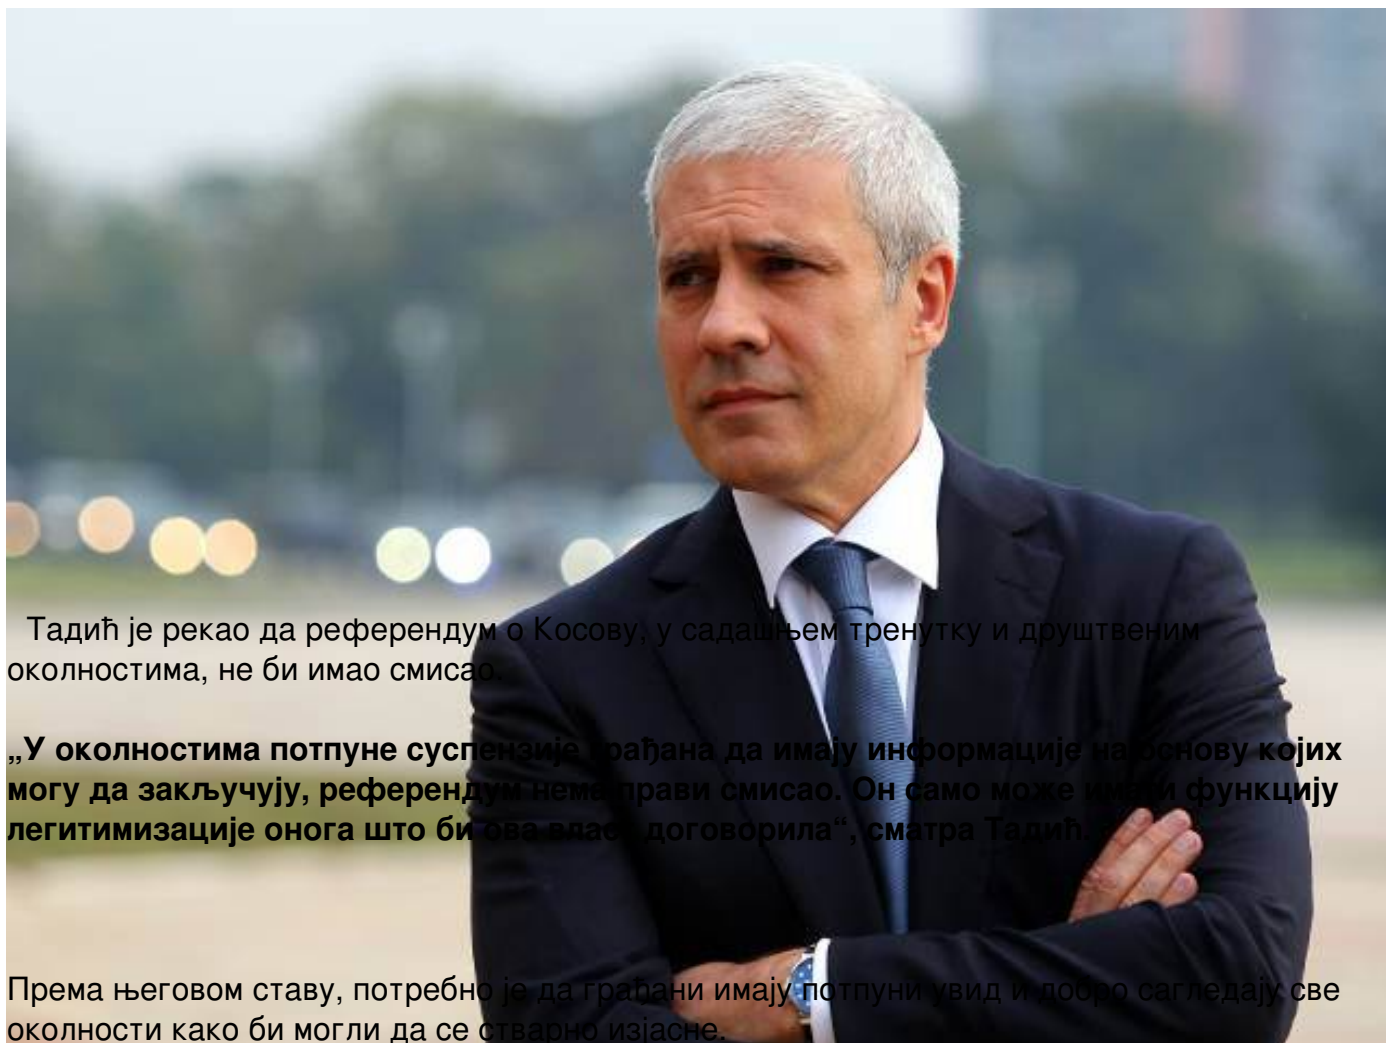 Тадић је рекао да референдум о Косову, у садашњем тренутку и друштвеним
околностима, не би имао смисао.
„У околностима потпуне суспензије грађана да имају информације на основу којих
могу да закључују, референдум нема прави смисао. Он само може имати функцију
легитимизације онога што би ова власт договорила“, сматра Тадић.
Према његовом ставу, потребно је да грађани имају потпуни увид и добро сагледају све
околности како би могли да се стварно изјасне.